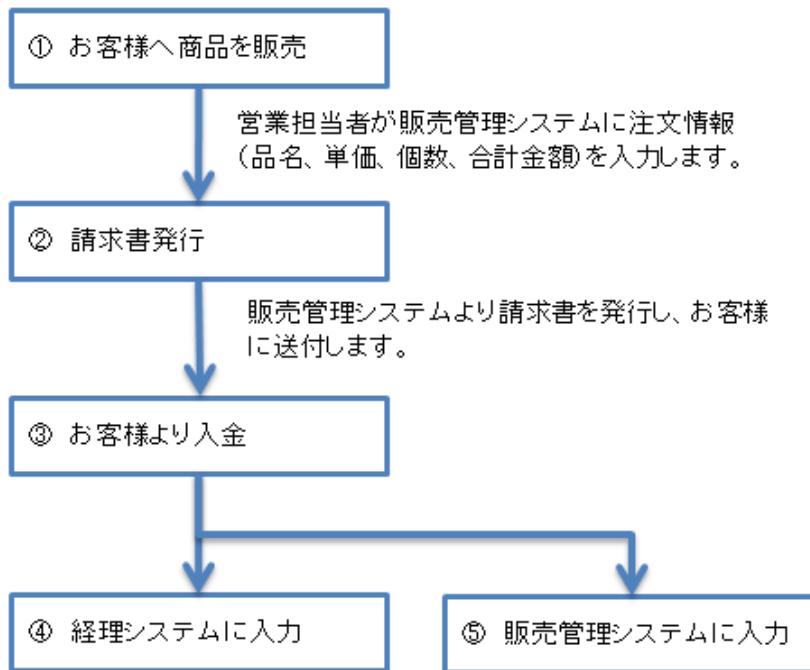 ① お客様へ商品を販売
営業担当者が販売管理システムに注文情報
(品名、単価、個数、合計金額)を入力します。
② 請求書発行
販売管理システムより請求書を発行し、お客様
に送付します。
③ お客様より入金
④ 経理システムに入力
⑤ 販売管理システムに入力